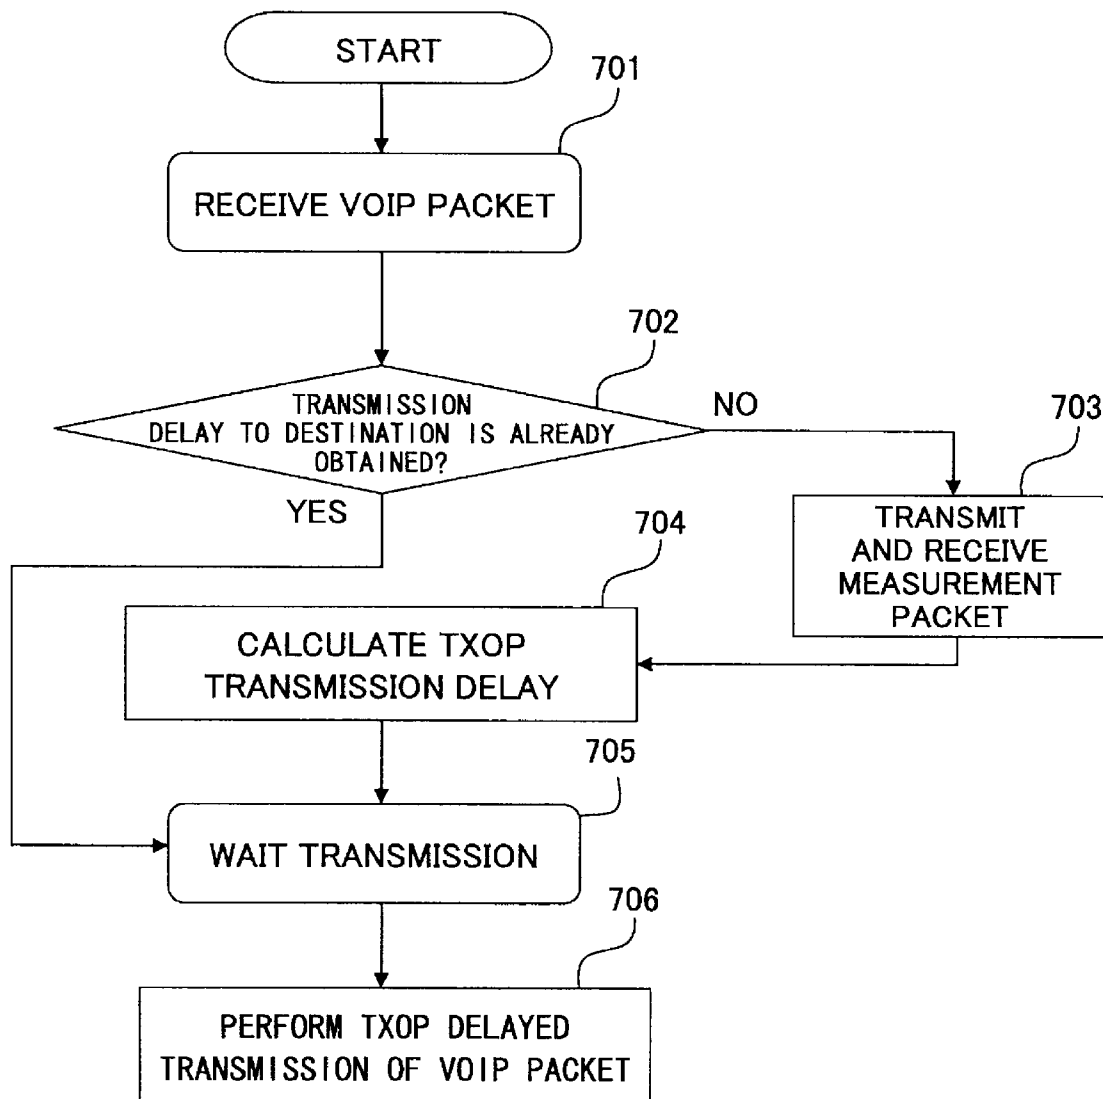 START
701
RECEIVE VOIP PACKET
702
TRANSMISSION
DELAY TO DESTINATION IS ALREADY
OBTAINED?
NO
YES
703
TRANSMIT
AND RECEIVE
MEASUREMENT
PACKET
704
CALCULATE TXOP
TRANSMISSION DELAY
705
WAIT TRANSMISSION
706
PERFORM TXOP DELAYED
TRANSMISSION OF VOIP PACKET